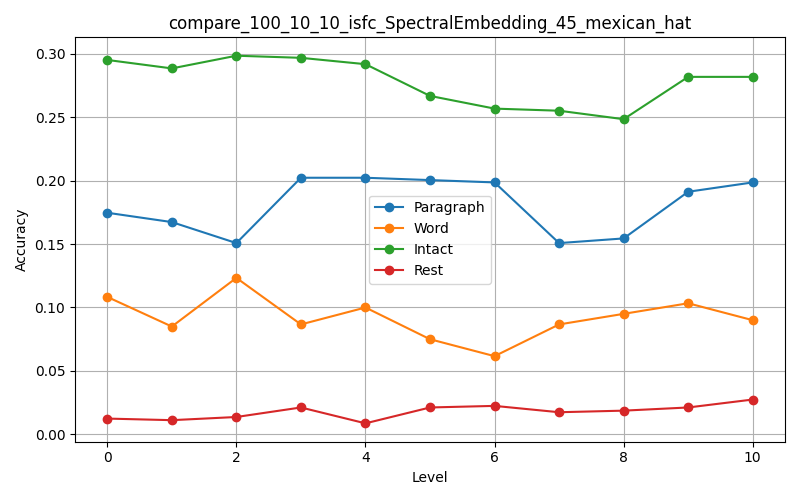 compare_100_10_10_isfc_SpectralEmbedding_45_mexican_hat
0.30
0.25
0.20
0.15
0.10
0.05
0.00
Accuracy
Paragraph
Word
Intact
Rest
0 2 4 6 8 10
Level